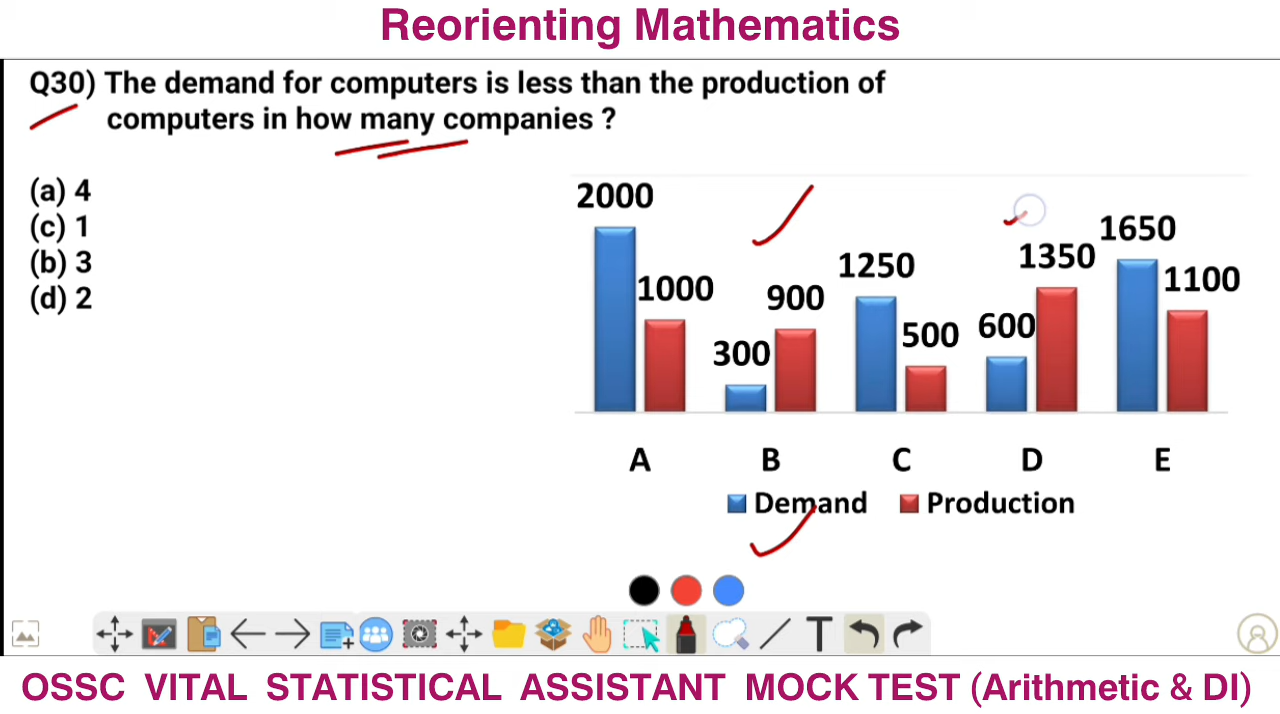 Reorienting Mathematics
Q30) The demand for computers is less than the production of
computers in how many companies ?
(a) 4
(c) 1
(b) 3
(d) 2
2000
1000
300
900
1250
500
600
1350
1650
1100
A B C D E
Demand Production
T
OSSC VITAL STATISTICAL ASSISTANT MOCK TEST (Arithmetic & DI)